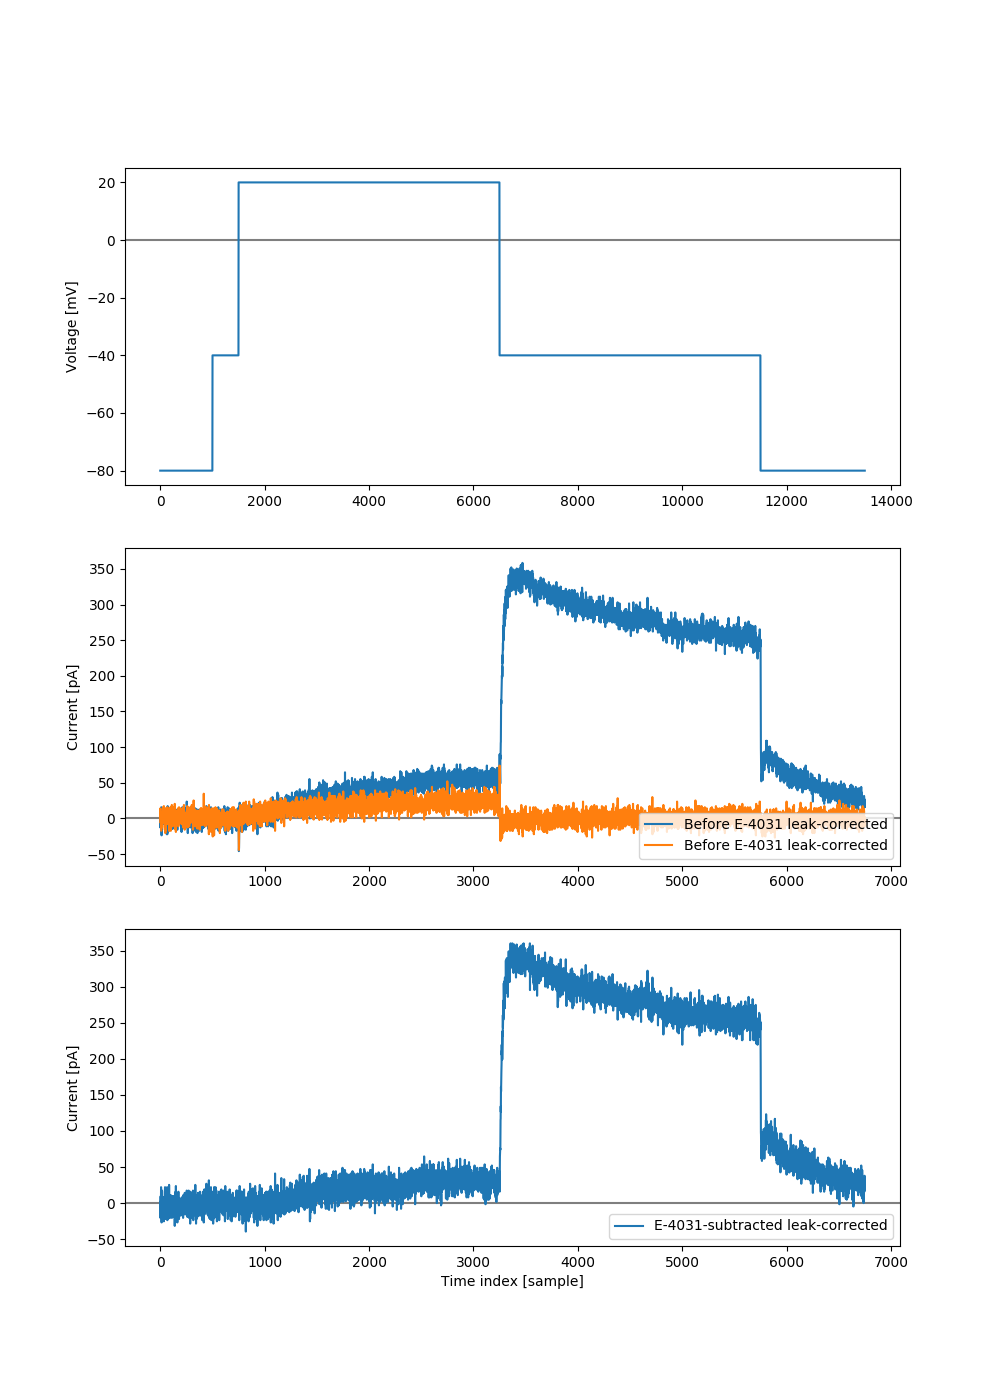 20
0
−20
−40
−60
−80
Voltage [mV]
0 2000 4000 6000 8000 10000 12000 14000
350
300
250
200
150
100
50
0
−50
Current [pA]
Before E-4031 leak-corrected
Before E-4031 leak-corrected
0 1000 2000 3000 4000 5000 6000 7000
350
300
250
200
150
100
50
0
−50
Current [pA]
E-4031-subtracted leak-corrected
0 1000 2000 3000 4000 5000 6000 7000
Time index [sample]